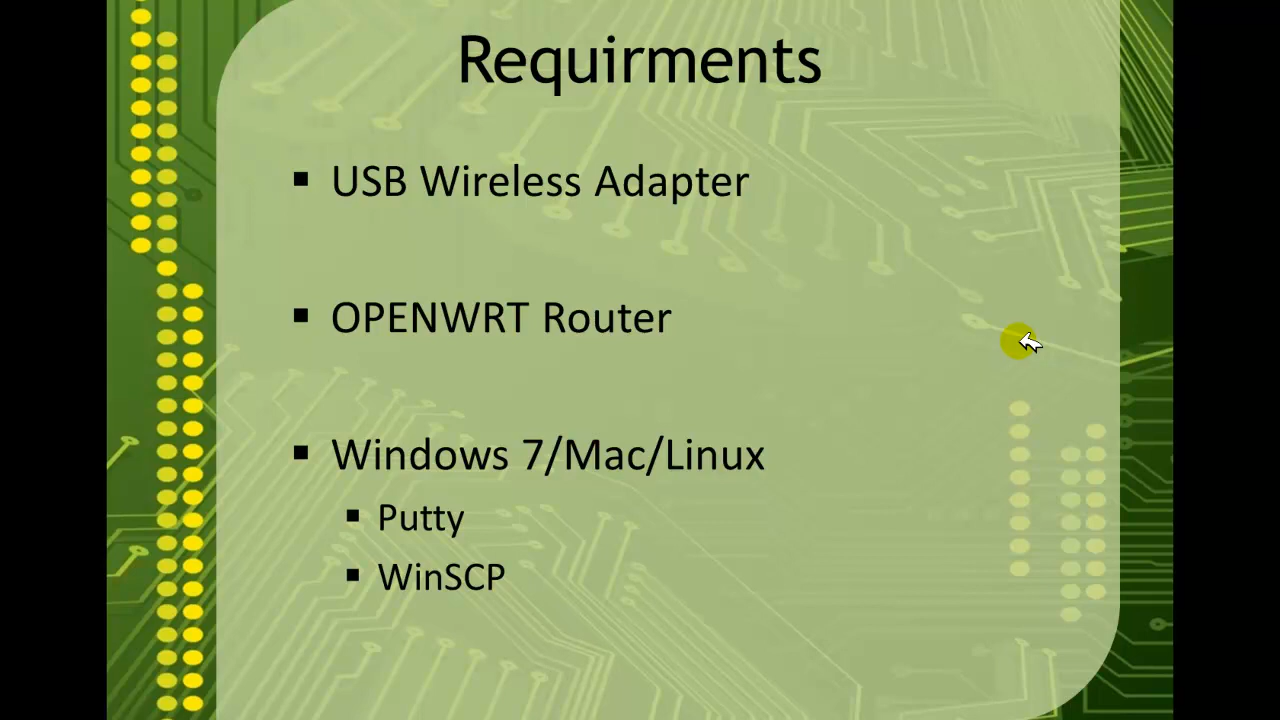 Requirments
▪ USB Wireless Adapter
▪ OPENWRT Router
▪ Windows 7/Mac/Linux
▪ Putty
▪ WinSCP